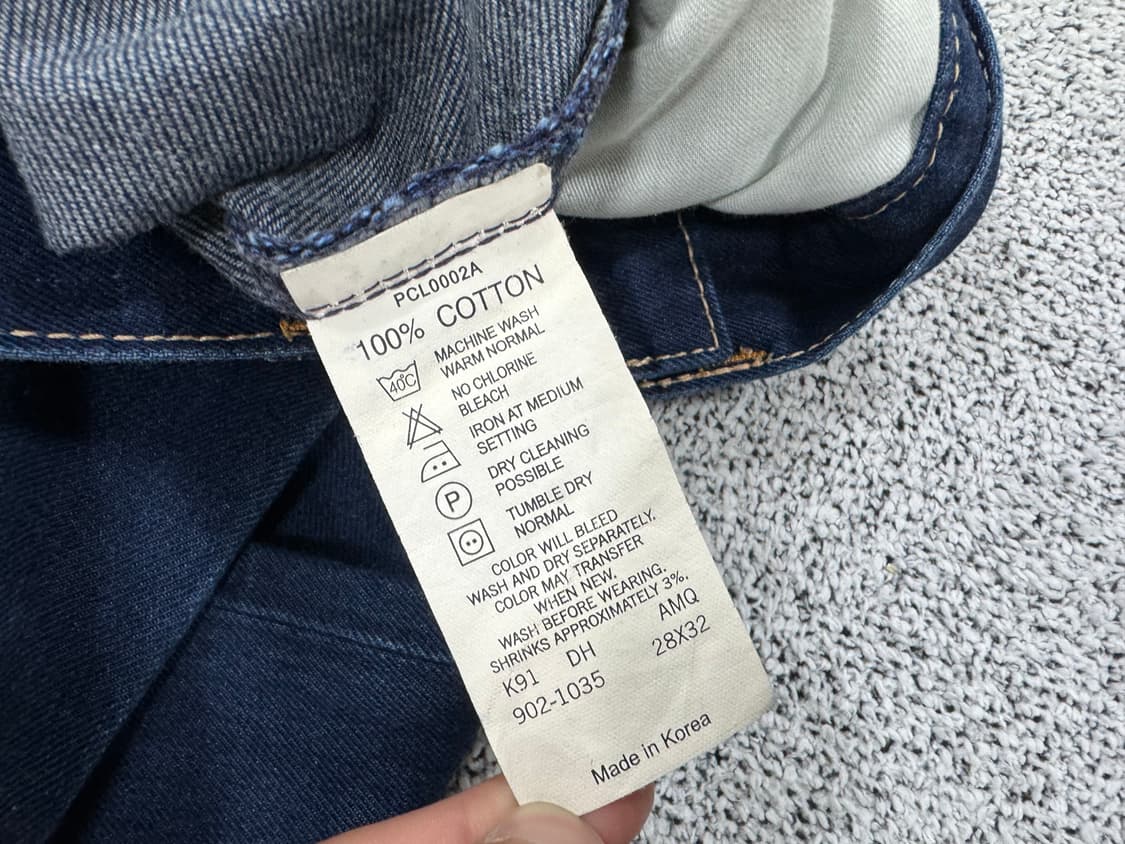 PCL0002A
100% COTTON
40°C
MACHINE WASH
WARM NORMAL
NO CHLORINE
BLEACH
IRON AT MEDIUM
SETTING
P
DRY CLEANING
POSSIBLE
TUMBLE DRY
NORMAL
COLOR WILL BLEED
WASH AND DRY SEPARATELY.
COLOR MAY TRANSFER
WHEN NEW.
WASH BEFORE WEARING.
SHRINKS APPROXIMATELY 3%.
K91 DH AMQ
902-1035 28X32
Made in Korea